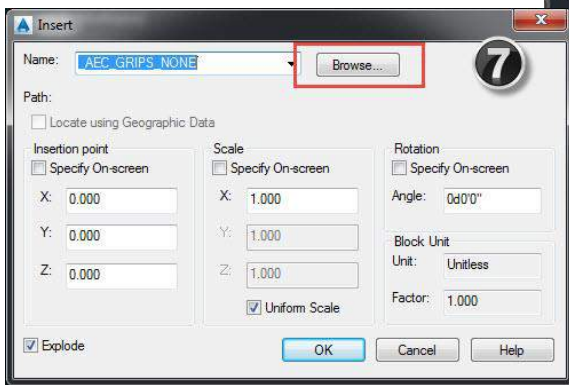 Insert
Name: _AEC_GRIPS_NONE Browse... 7
Path:
Locate using Geographic Data
Insertion point Scale Rotation
Specify On-screen Specify On-screen Specify On-screen
X: 0.000 X: 1.000 Angle: 0d0'0"
Y: 0.000 Y: 1.000 Block Unit
Z: 0.000 Z: 1.000 Unit: Unitless
Uniform Scale Factor: 1.000
Explode OK Cancel Help